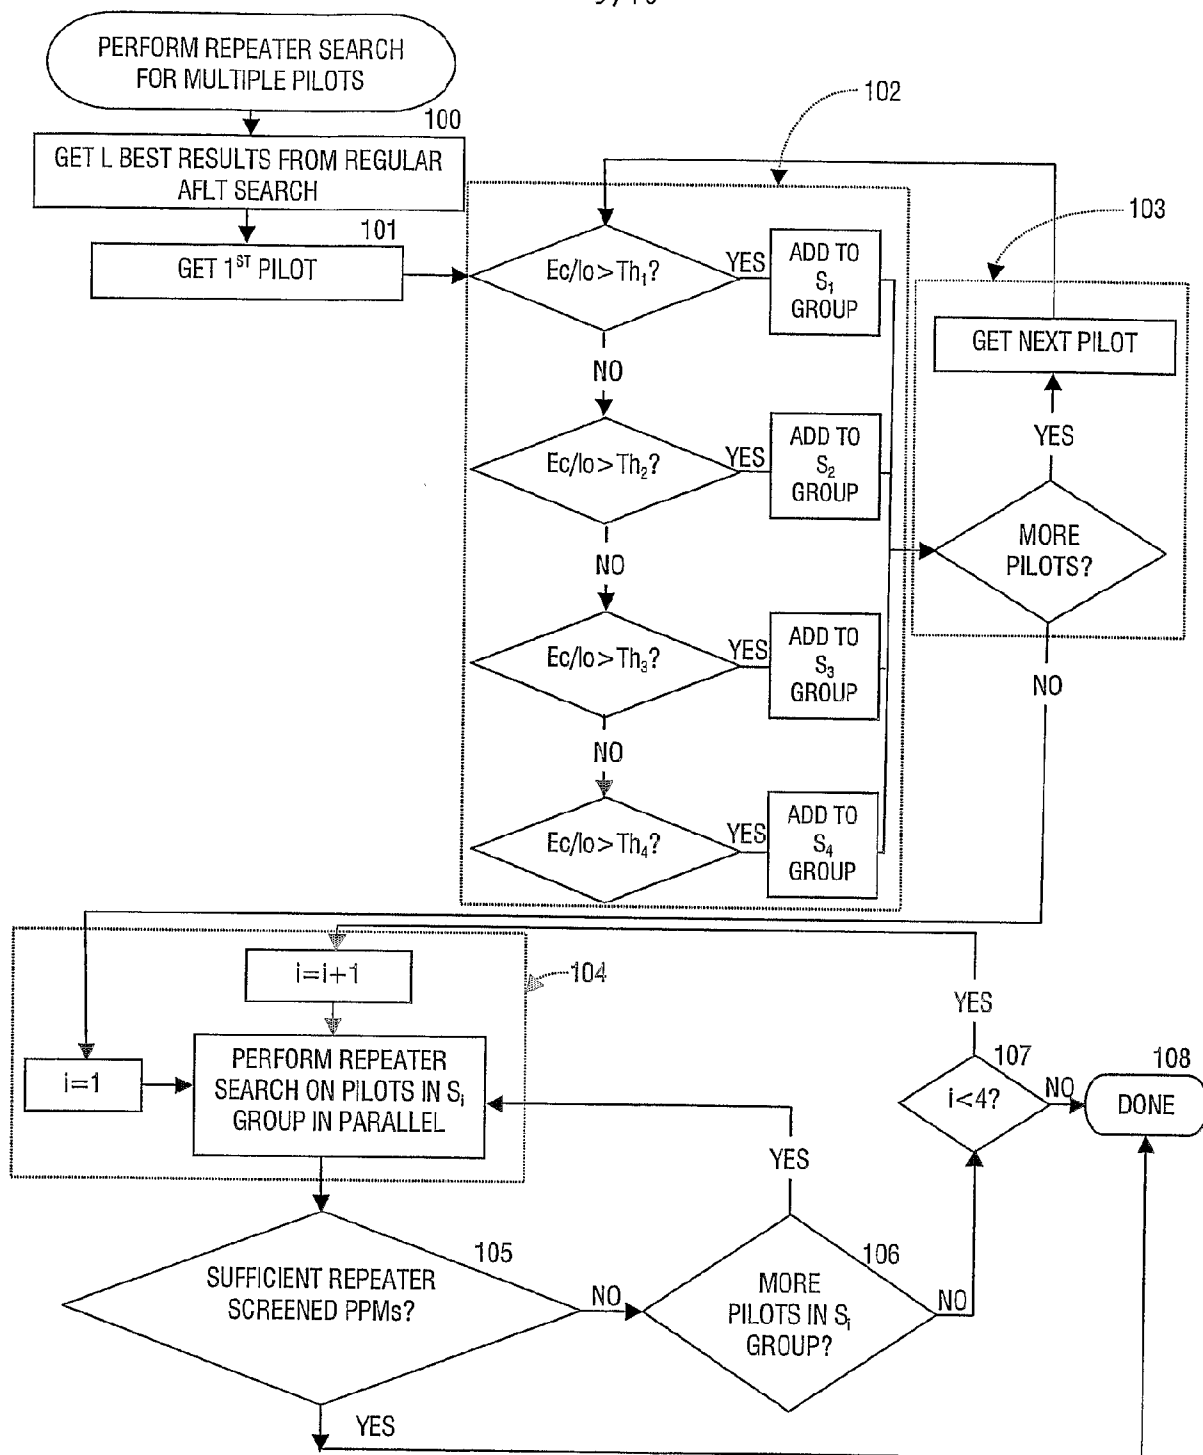 PERFORM REPEATER SEARCH
FOR MULTIPLE PILOTS
100
GET L BEST RESULTS FROM REGULAR
AFLT SEARCH
101
GET 1ST PILOT
102
Ec/Io>Th1?
YES
ADD TO
S1
GROUP
NO
Ec/Io>Th2?
YES
ADD TO
S2
GROUP
NO
Ec/Io>Th3?
YES
ADD TO
S3
GROUP
NO
Ec/Io>Th4?
YES
ADD TO
S4
GROUP
103
GET NEXT PILOT
YES
MORE
PILOTS?
NO
104
i=i+1
i=1
PERFORM REPEATER
SEARCH ON PILOTS IN Si
GROUP IN PARALLEL
105
SUFFICIENT REPEATER
SCREENED PPMs?
NO
YES
106
MORE
PILOTS IN Si
GROUP?
YES
NO
107
i<4?
YES
NO
108
DONE